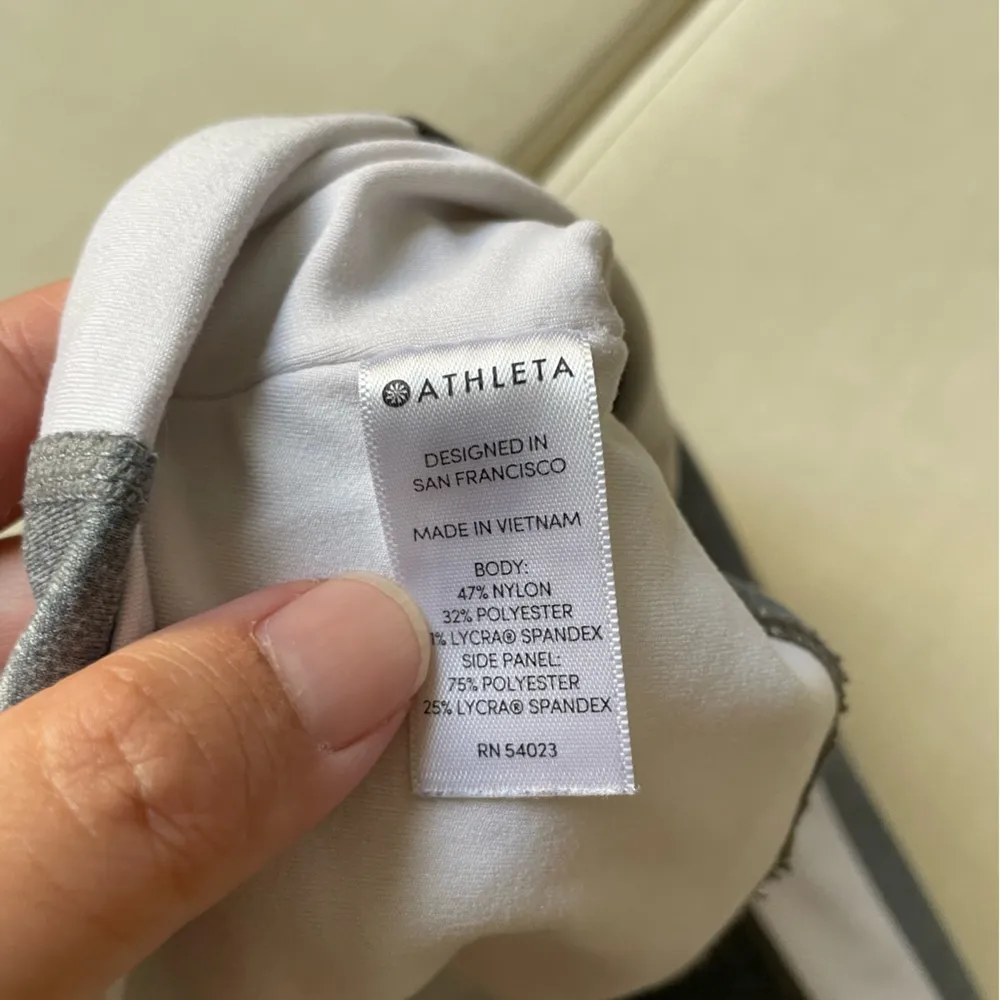 ATHLETA
DESIGNED IN
SAN FRANCISCO
MADE IN VIETNAM
BODY:
47% NYLON
32% POLYESTER
1% LYCRA® SPANDEX
SIDE PANEL:
75% POLYESTER
25% LYCRA® SPANDEX
RN 54023